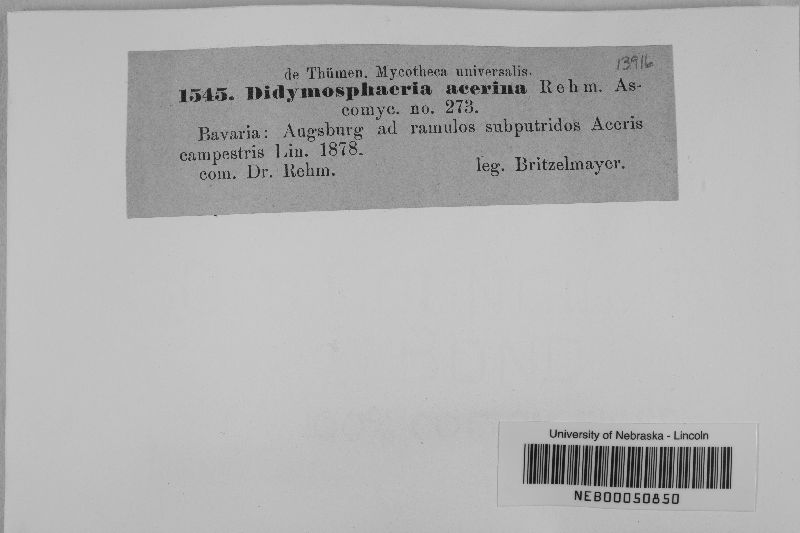 13916
de Thümen. Mycotheca universalis.
1545. Didymosphaeria acerina Rehm. As-
comyc. no. 273.
Bavaria: Augsburg ad ramulos subputridos Aceris
campestris Lin. 1878.
com. Dr. Rehm. leg. Britzelmayer.
University of Nebraska - Lincoln
NEB00050850